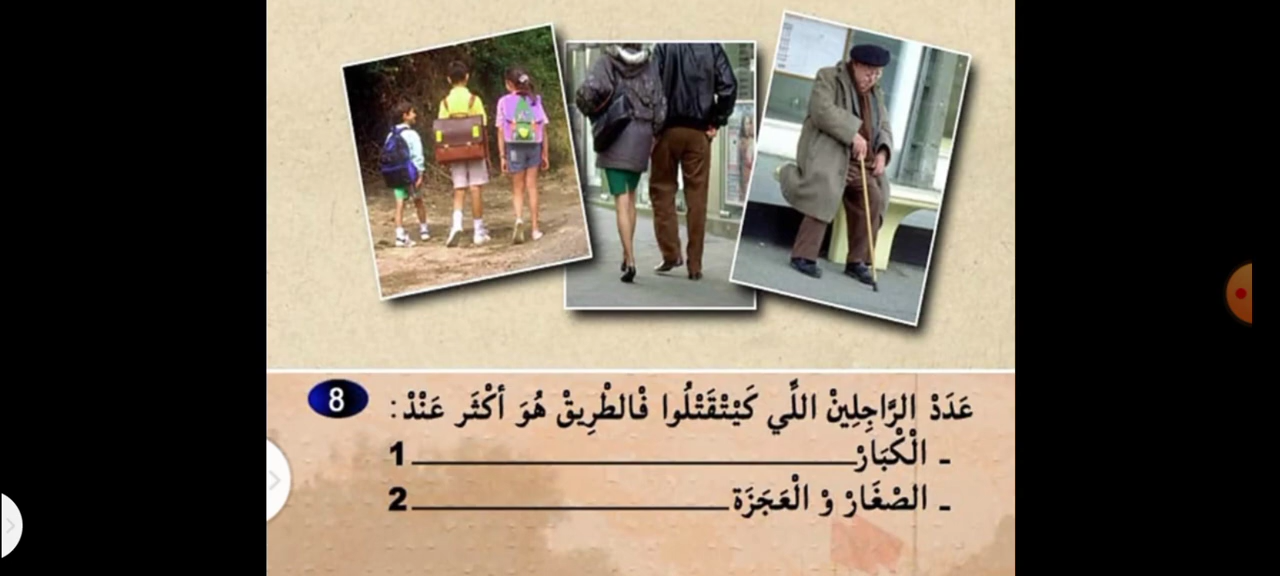 8
عَدَدْ الرَّاجِلِينْ اللِّي كَيْتْقَتْلُوا فْالطْرِيقْ هُوَ أكْثَر عَنْدْ :
ـ الْكْبَارْ 1
ـ الصْغَارْ وْ الْعَجَزَة 2